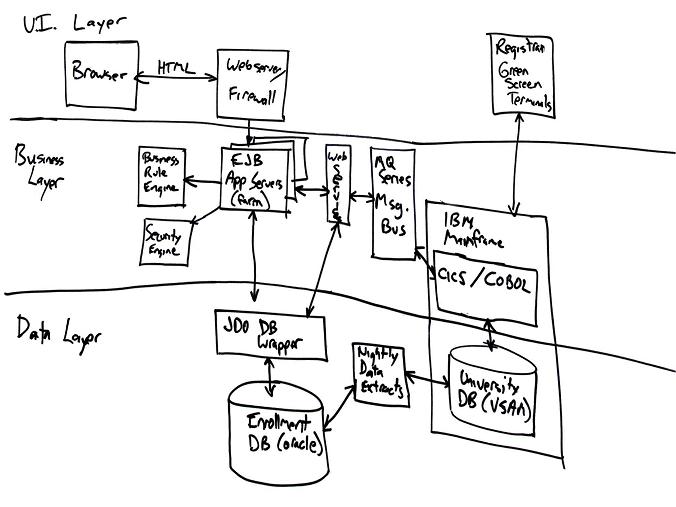 UI. Layer
Browser
HTML
Webserver/
Firewall
Registrar
Green
Screen
Terminals
Business
Layer
Business
Rule
Engine
Security
Engine
EJB
App Servers
(farm)
Web
MQ
Series
Msg.
Bus
IBM
Mainframe
CICS / COBOL
Data Layer
JDO DB
Wrapper
Enrollment
DB (oracle)
Nightly
Data
Extracts
University
DB (VSAM)